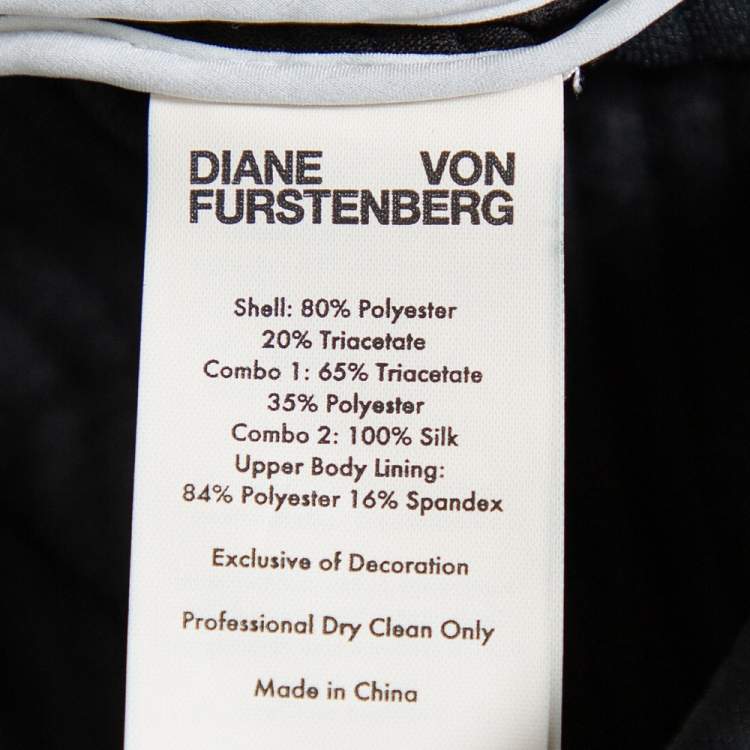 DIANE VON
FURSTENBERG
Shell: 80% Polyester
20% Triacetate
Combo 1: 65% Triacetate
35% Polyester
Combo 2: 100% Silk
Upper Body Lining:
84% Polyester 16% Spandex
Exclusive of Decoration
Professional Dry Clean Only
Made in China